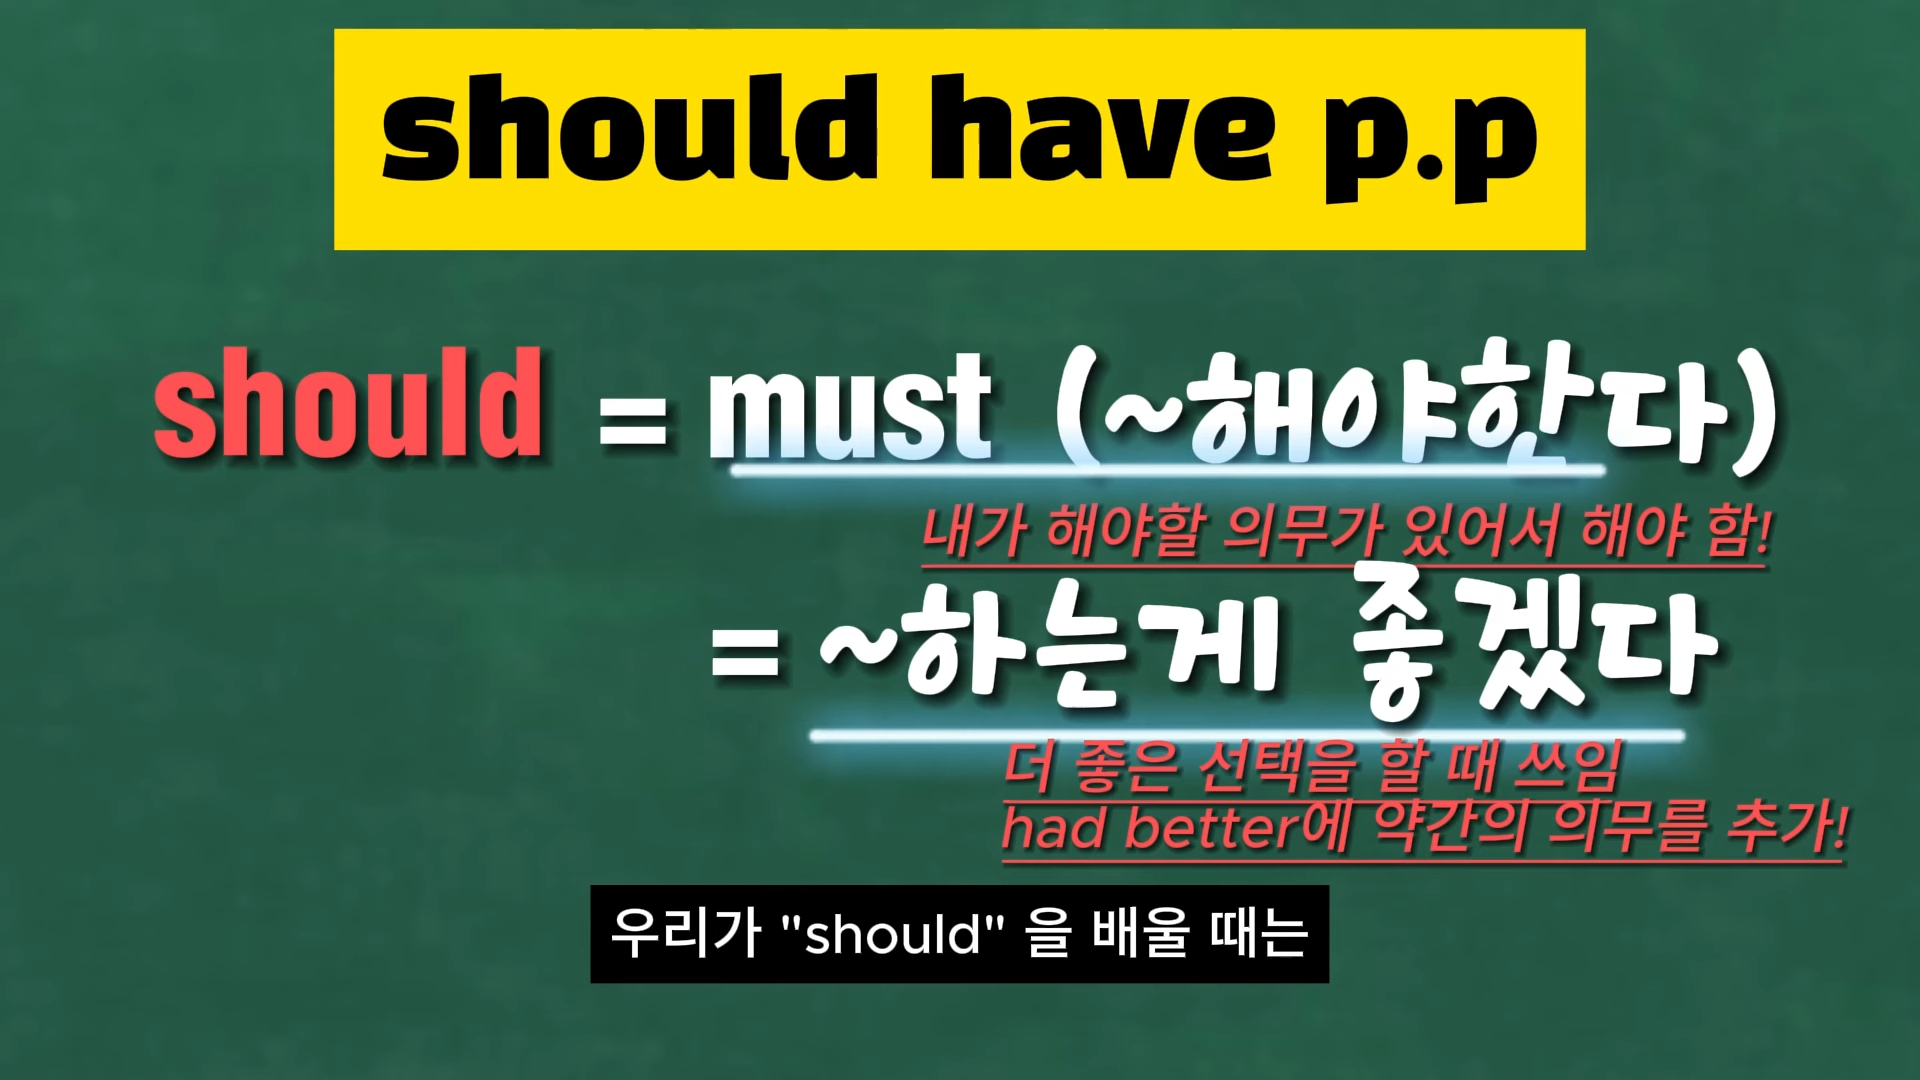 should have p.p
should = must (~해야한다)
내가 해야할 의무가 있어서 해야 함!
= ~하는게 좋겠다
더 좋은 선택을 할 때 쓰임
had better에 약간의 의무를 추가!
우리가 "should" 을 배울 때는